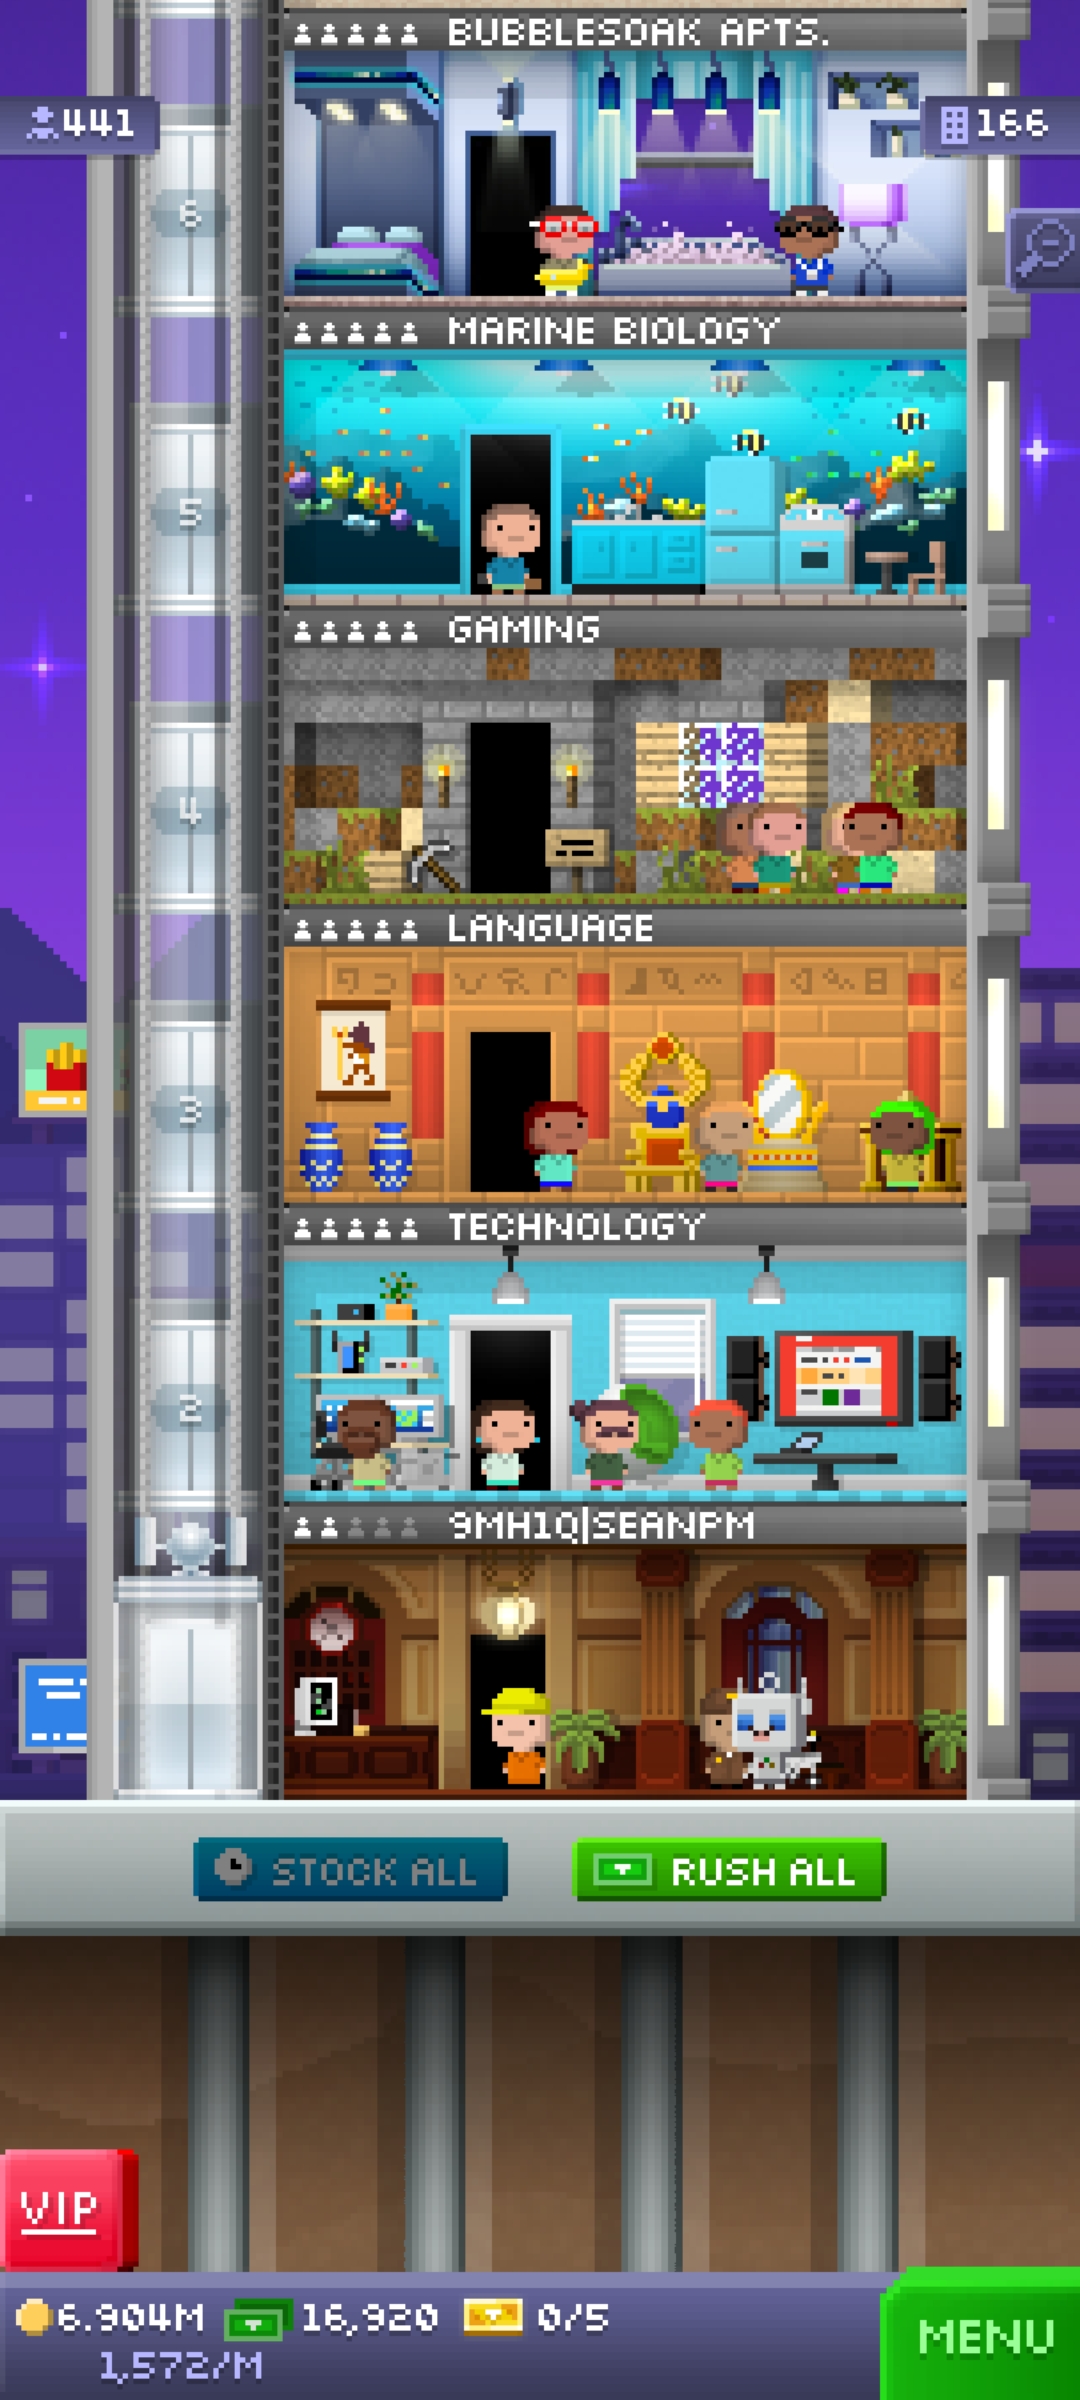 BUBBLESOAK APTS.
441
166
6
MARINE BIOLOGY
5
GAMING
4
LANGUAGE
3
TECHNOLOGY
2
9MH1Q|SEANPM
STOCK ALL
RUSH ALL
VIP
6.904M 16,920 0/5
1,572/M
MENU